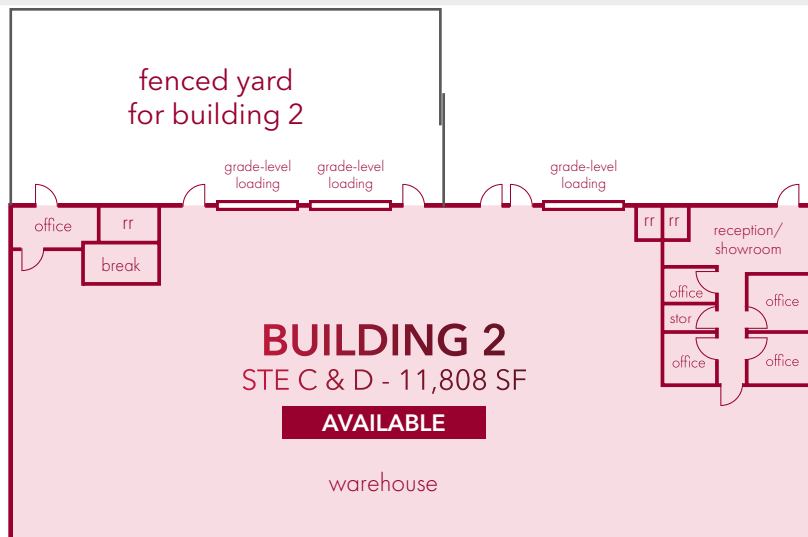 fenced yard
for building 2
grade-level
loading
grade-level
loading
grade-level
loading
office
rr
break
rr
rr
reception/
showroom
office
stor
office
office
office
BUILDING 2
STE C & D - 11,808 SF
AVAILABLE
warehouse